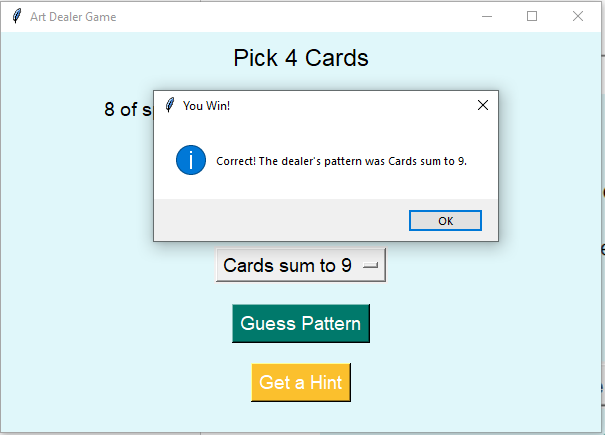 Art Dealer Game
Pick 4 Cards
8 of
You Win!
Correct! The dealer's pattern was Cards sum to 9.
OK
Cards sum to 9
Guess Pattern
Get a Hint